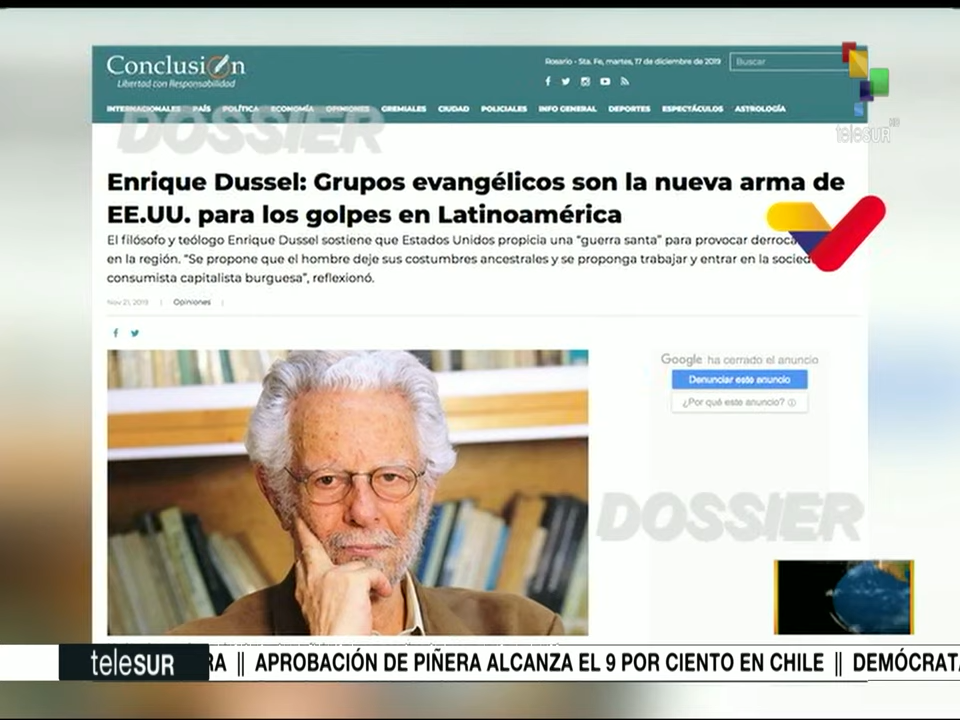 Conclusión
Libertad con Responsabilidad
Rosario - Sta. Fe, martes, 17 de diciembre de 2019
Buscar
INTERNACIONALES PAÍS POLÍTICA ECONOMÍA OPINIONES GREMIALES CIUDAD POLICIALES INFO GENERAL DEPORTES ESPECTÁCULOS ASTROLOGÍA
teleSUR HD
DOSSIER
Enrique Dussel: Grupos evangélicos son la nueva arma de
EE.UU. para los golpes en Latinoamérica
El filósofo y teólogo Enrique Dussel sostiene que Estados Unidos propicia una “guerra santa” para provocar
en la región. “Se propone que el hombre deje sus costumbres ancestrales y se proponga trabajar y entrar en la
consumista capitalista burguesa”, reflexionó.
Nov 21, 2019 | Opiniones |
Google ha cerrado el anuncio
Denunciar este anuncio
¿Por qué este anuncio?
DOSSIER
teleSUR
RA || APROBACIÓN DE PIÑERA ALCANZA EL 9 POR CIENTO EN CHILE || DEMÓCRATA